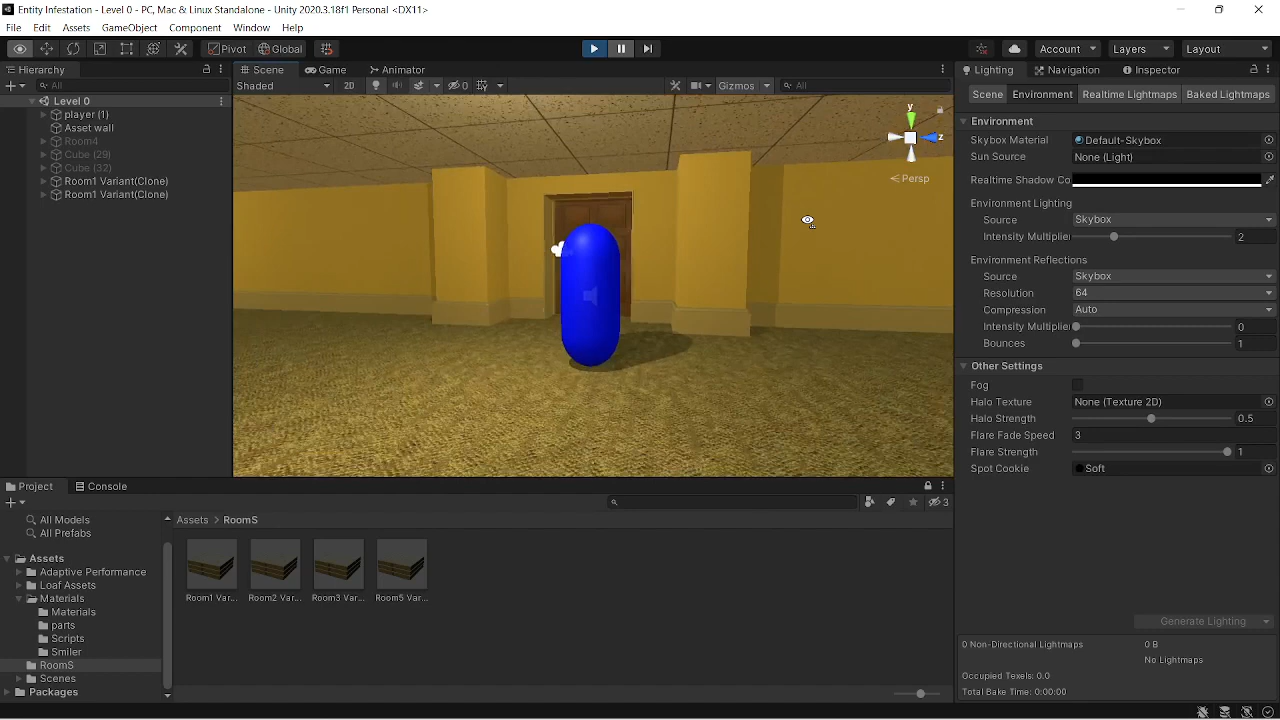 Entity Infestation - Level 0 - PC, Mac & Linux Standalone - Unity 2020.3.18f1 Personal <DX11>
File Edit Assets GameObject Component Window Help
Pivot Global Account Layers Layout
Hierarchy
All
Level 0
player (1)
Asset wall
Room4
Cube (29)
Cube (32)
Room1 Variant(Clone)
Room1 Variant(Clone)
Scene Game Animator
Shaded 2D 0 Gizmos All
y
z
Persp
Lighting Navigation Inspector
Scene Environment Realtime Lightmaps Baked Lightmaps
Environment
Skybox Material Default-Skybox
Sun Source None (Light)
Realtime Shadow Co
Environment Lighting
Source Skybox
Intensity Multiplier 2
Environment Reflections
Source Skybox
Resolution 64
Compression Auto
Intensity Multiplier 0
Bounces 1
Other Settings
Fog
Halo Texture None (Texture 2D)
Halo Strength 0.5
Flare Fade Speed 3
Flare Strength 1
Spot Cookie Soft
Generate Lighting
0 Non-Directional Lightmaps 0 B
No Lightmaps
Occupied Texels: 0.0
Total Bake Time: 0:00:00
Project Console
3
All Models
All Prefabs
Assets
Adaptive Performance
Loaf Assets
Materials
Materials
parts
Scripts
Smiler
RoomS
Scenes
Packages
Assets > RoomS
Room1 Var... Room2 Var... Room3 Var... Room5 Var...